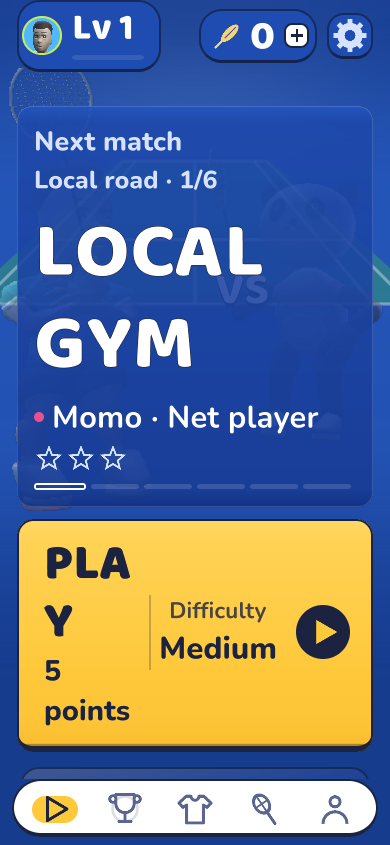 Lv 1
0
Next match
Local road · 1/6
LOCAL
GYM
VS
Momo · Net player
PLA
Y
5
points
Difficulty
Medium